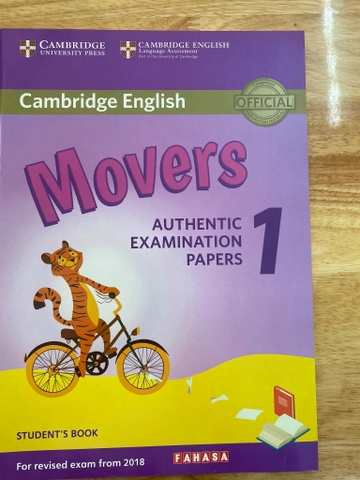 CAMBRIDGE
UNIVERSITY PRESS
CAMBRIDGE ENGLISH
Language Assessment
Part of the University of Cambridge
Cambridge English
OFFICIAL
Movers
AUTHENTIC
EXAMINATION
PAPERS
1
STUDENT'S BOOK
For revised exam from 2018
FAHASA